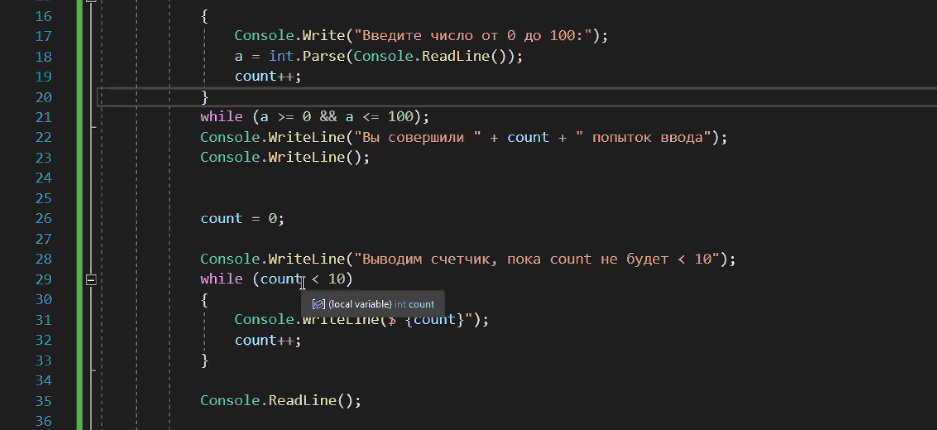 16 {
17 Console.Write("Введите число от 0 до 100:");
18 a = int.Parse(Console.ReadLine());
19 count++;
20 }
21 while (a >= 0 && a <= 100);
22 Console.WriteLine("Вы совершили " + count + " попыток ввода");
23 Console.WriteLine();
24
25
26 count = 0;
27
28 Console.WriteLine("Выводим счетчик, пока count не будет < 10");
29 while (count < 10)
30 {
(local variable) int count
31 Console.WriteLine($ {count}");
32 count++;
33 }
34
35 Console.ReadLine();
36